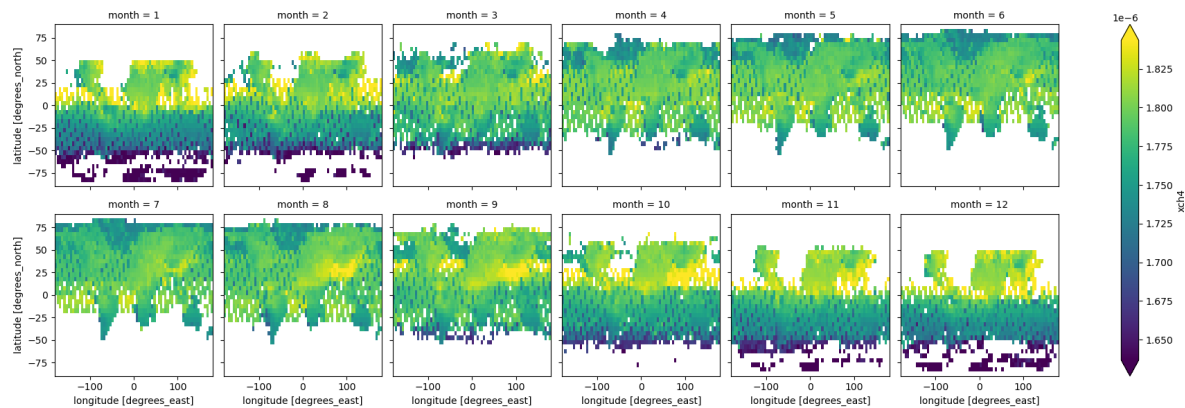 month = 1 month = 2 month = 3 month = 4 month = 5 month = 6
1e−6
latitude [degrees_north]
75
50
25
0
−25
−50
−75
month = 7 month = 8 month = 9 month = 10 month = 11 month = 12
latitude [degrees_north]
75
50
25
0
−25
−50
−75
−100 0 100 −100 0 100 −100 0 100 −100 0 100 −100 0 100 −100 0 100
longitude [degrees_east] longitude [degrees_east] longitude [degrees_east] longitude [degrees_east] longitude [degrees_east] longitude [degrees_east]
1.825
1.800
1.775
1.750
1.725
1.700
1.675
1.650
xch4